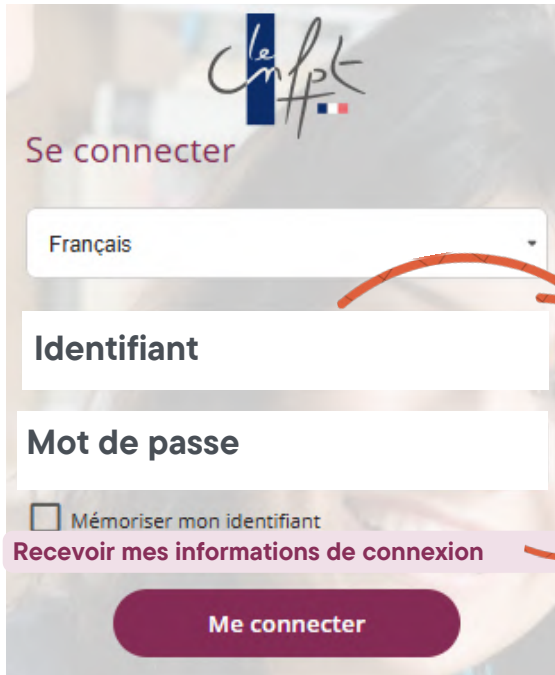 le cnfpt
Se connecter
Français
Identifiant
Mot de passe
Mémoriser mon identifiant
Recevoir mes informations de connexion
Me connecter